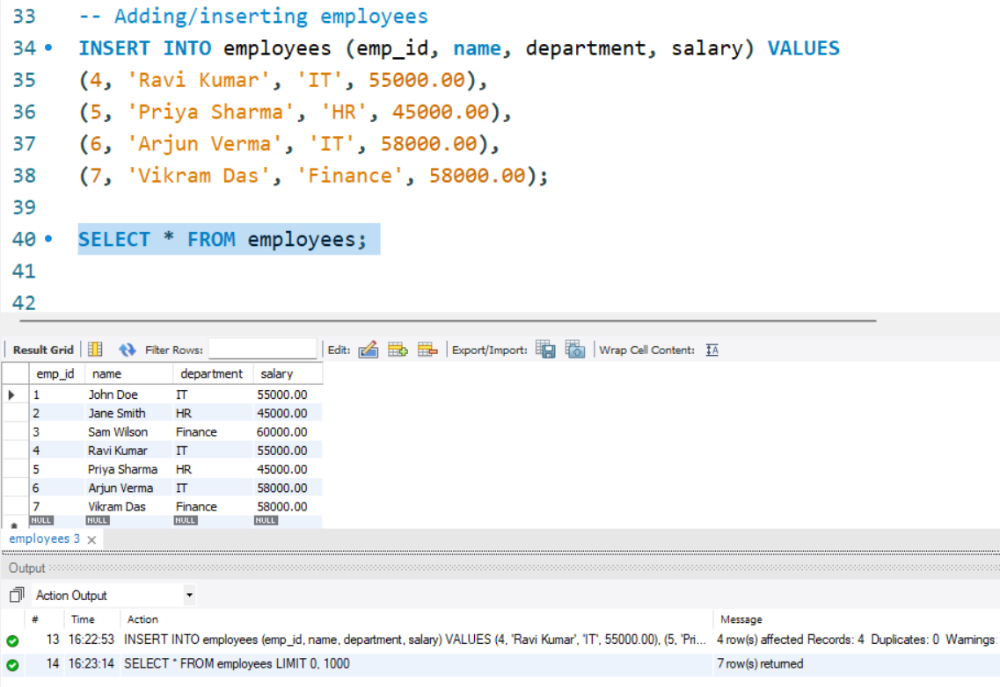 33 -- Adding/inserting employees
34 INSERT INTO employees (emp_id, name, department, salary) VALUES
35 (4, 'Ravi Kumar', 'IT', 55000.00),
36 (5, 'Priya Sharma', 'HR', 45000.00),
37 (6, 'Arjun Verma', 'IT', 58000.00),
38 (7, 'Vikram Das', 'Finance', 58000.00);
39
40 SELECT * FROM employees;
41
42
Result Grid Filter Rows: Edit: Export/Import: Wrap Cell Content: IA
emp_id name department salary
1 John Doe IT 55000.00
2 Jane Smith HR 45000.00
3 Sam Wilson Finance 60000.00
4 Ravi Kumar IT 55000.00
5 Priya Sharma HR 45000.00
6 Arjun Verma IT 58000.00
7 Vikram Das Finance 58000.00
NULL NULL NULL NULL
employees 3
Output
Action Output
# Time Action Message
13 16:22:53 INSERT INTO employees (emp_id, name, department, salary) VALUES (4, 'Ravi Kumar', 'IT', 55000.00), (5, 'Pri... 4 row(s) affected Records: 4 Duplicates: 0 Warnings:
14 16:23:14 SELECT * FROM employees LIMIT 0, 1000 7 row(s) returned